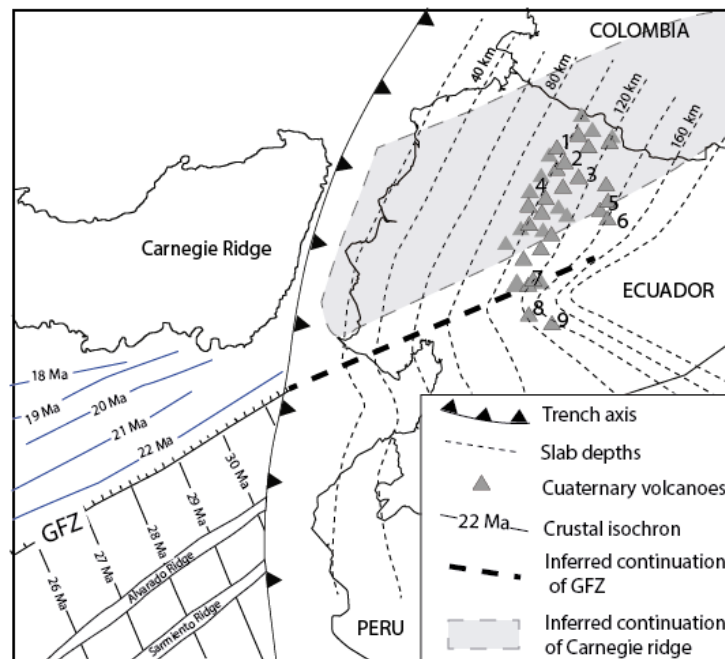 COLOMBIA
40 km
80 km
120 km
160 km
1
2
3
4
5
6
Carnegie Ridge
ECUADOR
7
8
9
18 Ma
19 Ma
20 Ma
21 Ma
22 Ma
GFZ
30 Ma
29 Ma
28 Ma
27 Ma
26 Ma
Alvarado Ridge
Sarmiento Ridge
PERU
Trench axis
Slab depths
Cuaternary volcanoes
22 Ma
Crustal isochron
Inferred continuation
of GFZ
Inferred continuation
of Carnegie ridge